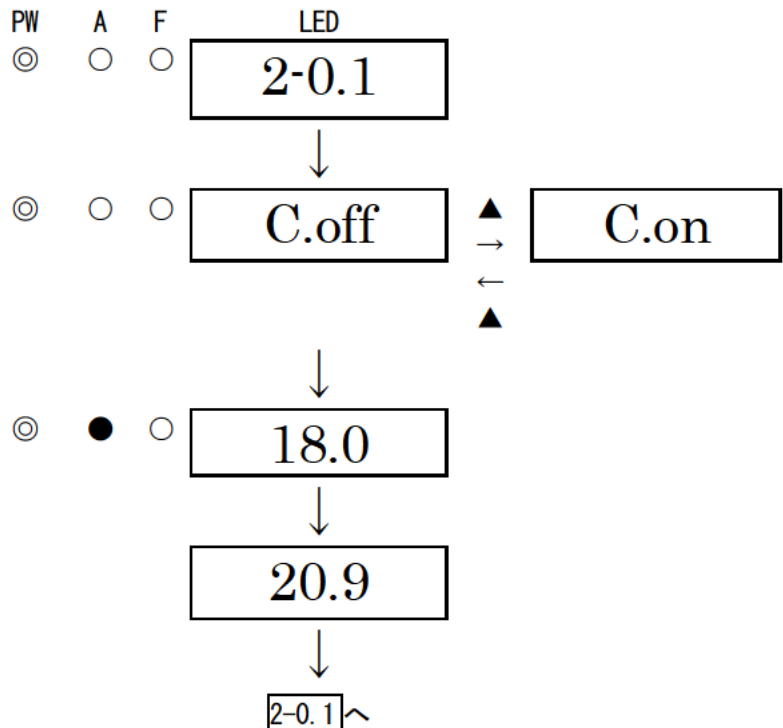 PW A F LED
◎ ○ ○ 2-0.1
↓
◎ ○ ○ C.off ▲ → ← ▲ C.on
↓
◎ ● ○ 18.0
↓
20.9
↓
2-0.1へ